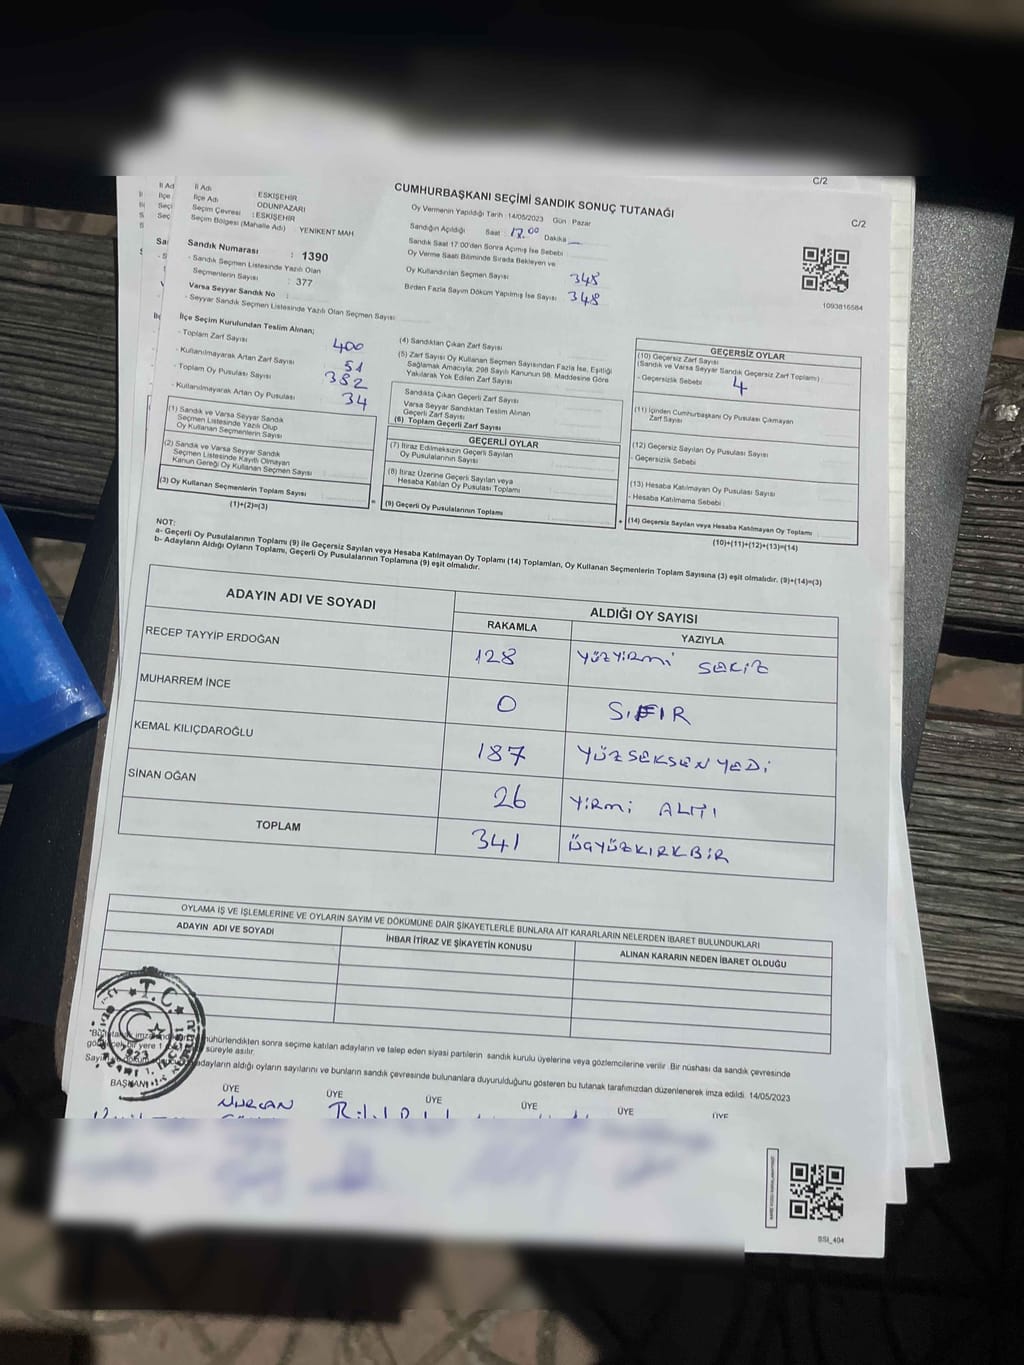 C/2
C/2
İl Adı : ESKİŞEHİR
İlçe Adı : ODUNPAZARI
Seçim Çevresi : ESKİŞEHİR
Seçim Bölgesi (Mahalle Adı) : YENİKENT MAH
Sandık Numarası : 1390
- Sandık Seçmen Listesinde Yazılı Olan
Seçmenlerin Sayısı : 377
Varsa Seyyar Sandık No :
- Seyyar Sandık Seçmen Listesinde Yazılı Olan Seçmen Sayısı:
CUMHURBAŞKANI SEÇİMİ SANDIK SONUÇ TUTANAĞI
Oy Vermenin Yapıldığı Tarih : 14/05/2023 Gün : Pazar
Sandığın Açıldığı Saat 17.00 Dakika
Sandık Saat 17:00'den Sonra Açılmış İse Sebebi
Oy Verme Saati Bitiminde Sırada Bekleyen ve
Oy Kullandırılan Seçmen Sayısı 348
Birden Fazla Sayım Döküm Yapılmış İse Sayısı 348
1093816584
İlçe Seçim Kurulundan Teslim Alınan;
- Toplam Zarf Sayısı 400
- Kullanılmayarak Artan Zarf Sayısı 51
- Toplam Oy Pusulası Sayısı 382
- Kullanılmayarak Artan Oy Pusulası 34
(1) Sandık ve Varsa Seyyar Sandık
Seçmen Listesinde Yazılı Olup
Oy Kullanan Seçmenlerin Sayısı
(2) Sandık ve Varsa Seyyar Sandık
Seçmen Listesinde Kayıtlı Olmayan
Kanun Gereği Oy Kullanan Seçmen Sayısı
(3) Oy Kullanan Seçmenlerin Toplam Sayısı
(1)+(2)=(3)
(4) Sandıktan Çıkan Zarf Sayısı
(5) Zarf Sayısı Oy Kullanan Seçmen Sayısından Fazla İse, Eşitliği
Sağlamak Amacıyla, 298 Sayılı Kanunun 98. Maddesine Göre
Yakılarak Yok Edilen Zarf Sayısı
Sandıkta Çıkan Geçerli Zarf Sayısı
Varsa Seyyar Sandıktan Teslim Alınan
Geçerli Zarf Sayısı
(6) Toplam Geçerli Zarf Sayısı
GEÇERLİ OYLAR
(7) İtiraz Edilmeksizin Geçerli Sayılan
Oy Pusulalarının Sayısı
(8) İtiraz Üzerine Geçerli Sayılan veya
Hesaba Katılan Oy Pusulası Toplamı
(9) Geçerli Oy Pusulalarının Toplamı
GEÇERSİZ OYLAR
(10) Geçersiz Zarf Sayısı
(Sandık ve Varsa Seyyar Sandık Geçersiz Zarf Toplamı)
- Geçersizlik Sebebi 4
(11) İçinden Cumhurbaşkanı Oy Pusulası Çıkmayan
Zarf Sayısı
(12) Geçersiz Sayılan Oy Pusulası Sayısı
- Geçersizlik Sebebi
(13) Hesaba Katılmayan Oy Pusulası Sayısı
- Hesaba Katılmama Sebebi
(14) Geçersiz Sayılan veya Hesaba Katılmayan Oy Toplamı
(10)+(11)+(12)+(13)=(14)
NOT:
a- Geçerli Oy Pusulalarının Toplamı (9) ile Geçersiz Sayılan veya Hesaba Katılmayan Oy Toplamı (14) Toplamları, Oy Kullanan Seçmenlerin Toplam Sayısına (3) eşit olmalıdır. (9)+(14)=(3)
b- Adayların Aldığı Oyların Toplamı, Geçerli Oy Pusulalarının Toplamına (9) eşit olmalıdır.
ADAYIN ADI VE SOYADI ALDIĞI OY SAYISI
RAKAMLA YAZIYLA
RECEP TAYYİP ERDOĞAN 128 YÜZYİRMİ SEKİZ
MUHARREM İNCE 0 SIFIR
KEMAL KILIÇDAROĞLU 187 YÜZSEKSENYEDİ
SİNAN OĞAN 26 YİRMİ ALTI
TOPLAM 341 ÜÇYÜZKIRKBİR
OYLAMA İŞ VE İŞLEMLERİNE VE OYLARIN SAYIM VE DÖKÜMÜNE DAİR ŞİKAYETLERLE BUNLARA AİT KARARLARIN NELERDEN İBARET BULUNDUKLARI
ADAYIN ADI VE SOYADI İHBAR İTİRAZ VE ŞİKAYETİN KONUSU ALINAN KARARIN NEDEN İBARET OLDUĞU
T.C.
1923
mühürlendikten sonra seçime katılan adayların ve talep eden siyasi partilerin sandık kurulu üyelerine veya gözlemcilerine verilir. Bir nüshası da sandık çevresinde
bir yere 1 süreyle asılır.
adayların aldığı oyların sayılarını ve bunların sandık çevresinde bulunanlara duyurulduğunu gösteren bu tutanak tarafımızdan düzenlenerek imza edildi. 14/05/2023
BAŞKAN ÜYE ÜYE ÜYE ÜYE ÜYE ÜYE
NURCAN
SSI_404